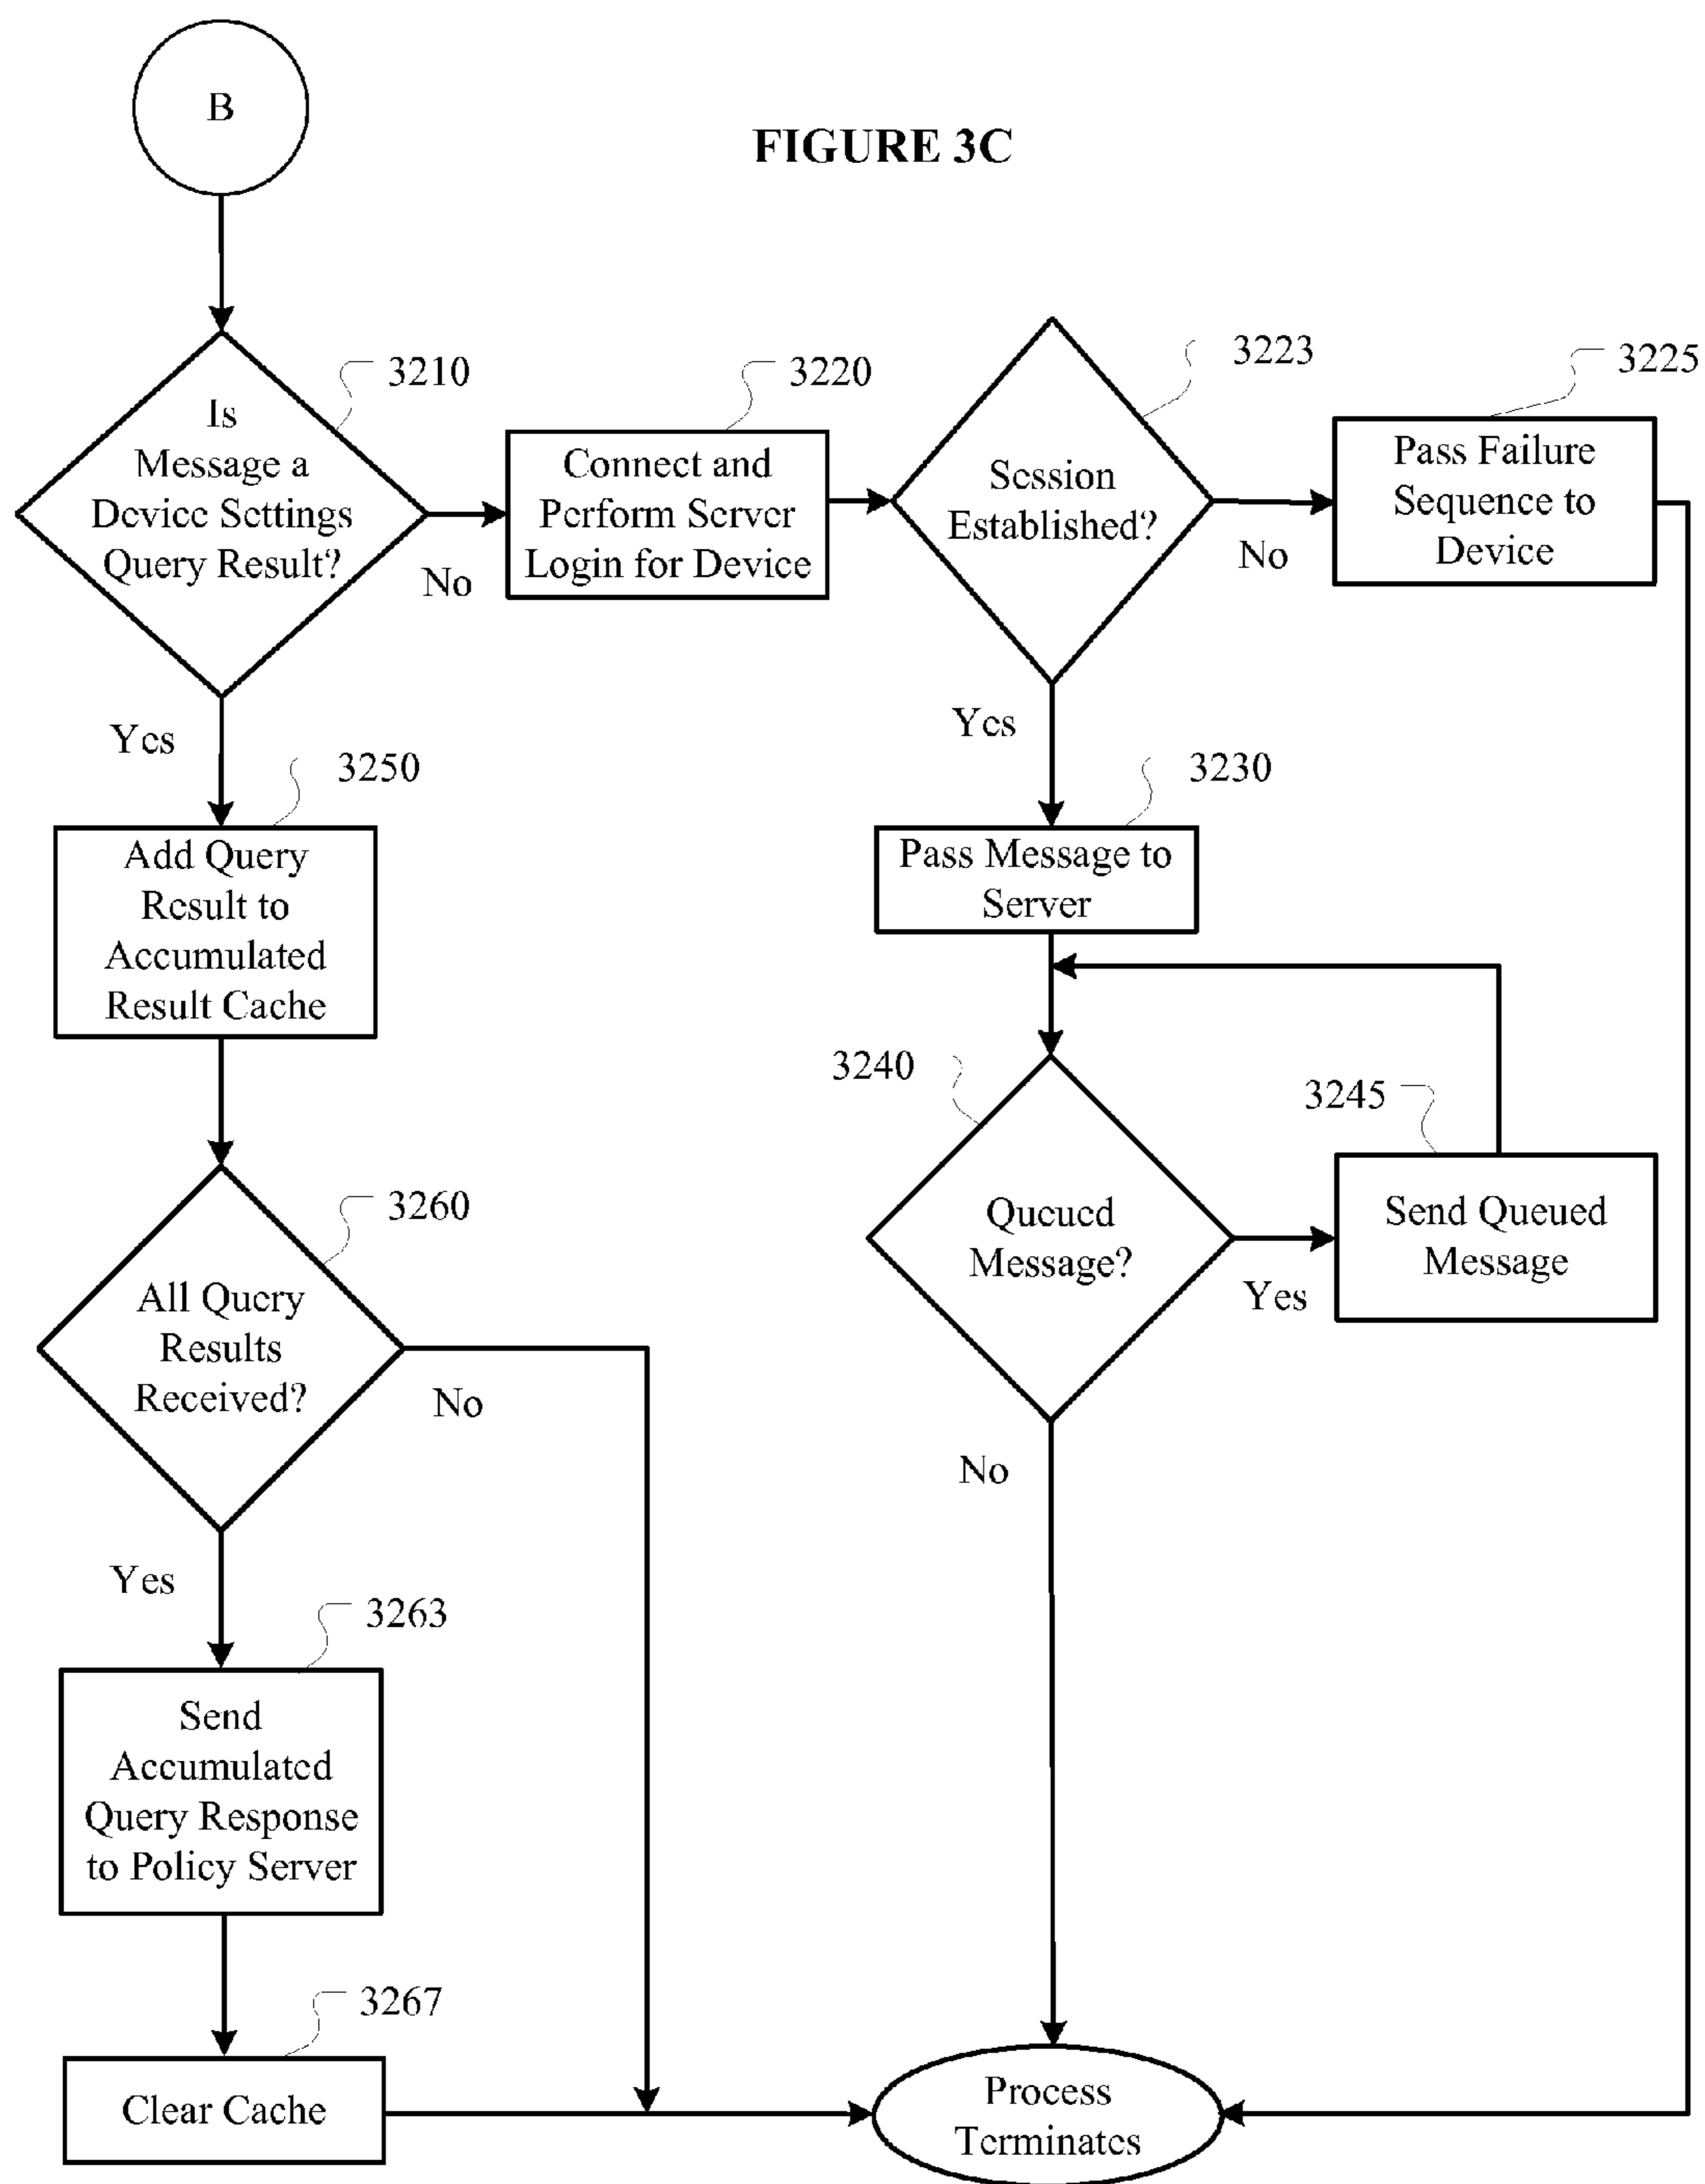 B
FIGURE 3C
3210
Is
Message a
Device Settings
Query Result?
No
Yes
3220
Connect and
Perform Server
Login for Device
3223
Session
Established?
No
Yes
3225
Pass Failure
Sequence to
Device
3250
Add Query
Result to
Accumulated
Result Cache
3230
Pass Message to
Server
3240
Queued
Message?
Yes
No
3245
Send Queued
Message
3260
All Query
Results
Received?
No
Yes
3263
Send
Accumulated
Query Response
to Policy Server
3267
Clear Cache
Process
Terminates